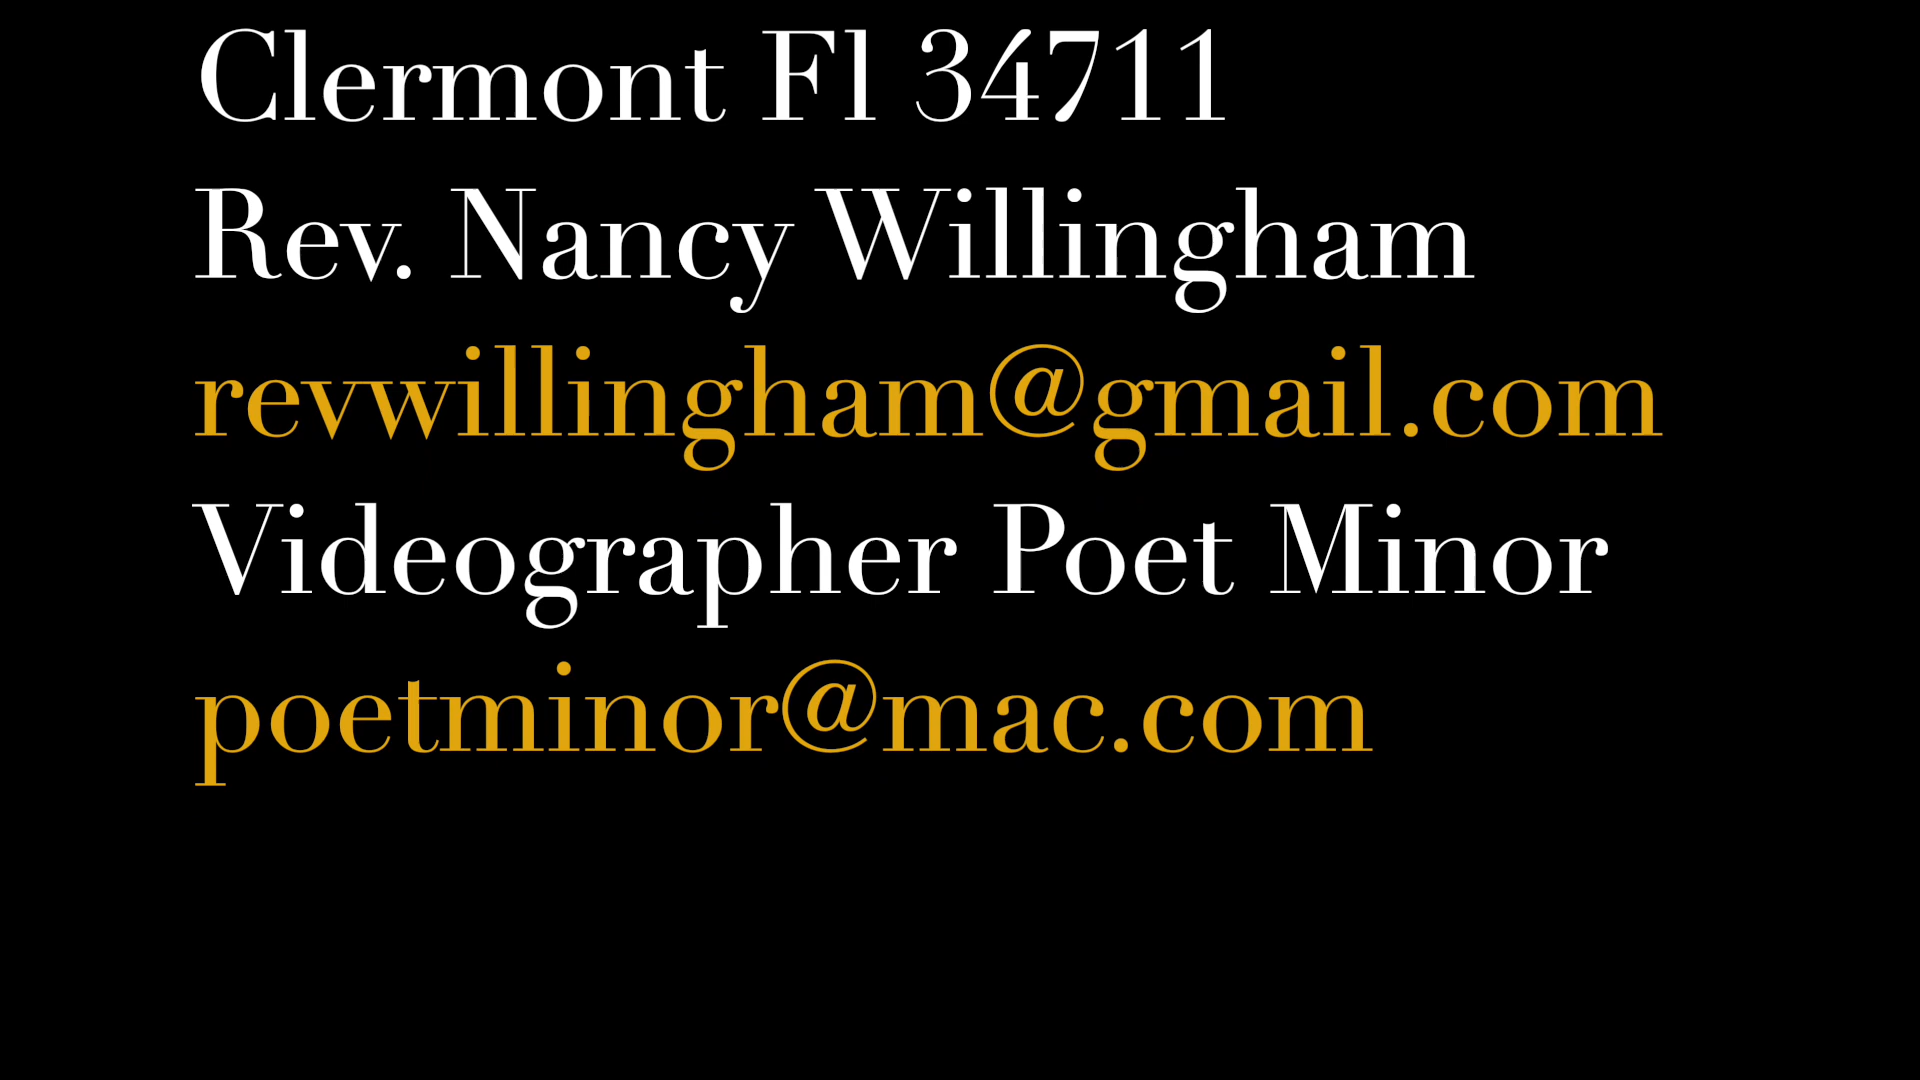 Clermont Fl 34711
Rev. Nancy Willingham
revwillingham@gmail.com
Videographer Poet Minor
poetminor@mac.com